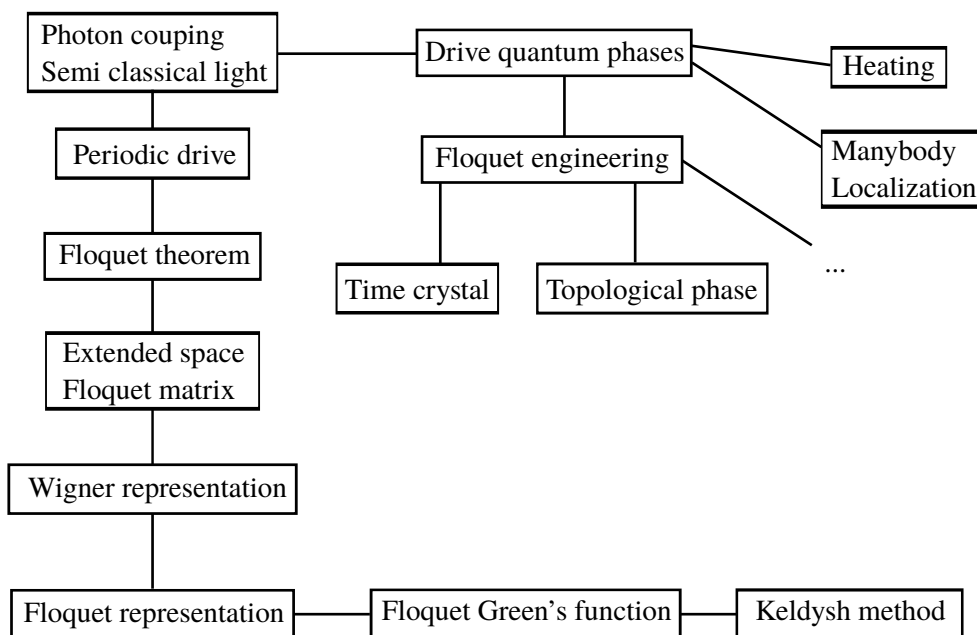 Photon couping
Semi classical light
Drive quantum phases
Heating
Periodic drive
Floquet engineering
Manybody
Localization
Floquet theorem
Time crystal
Topological phase
...
Extended space
Floquet matrix
Wigner representation
Floquet representation
Floquet Green's function
Keldysh method